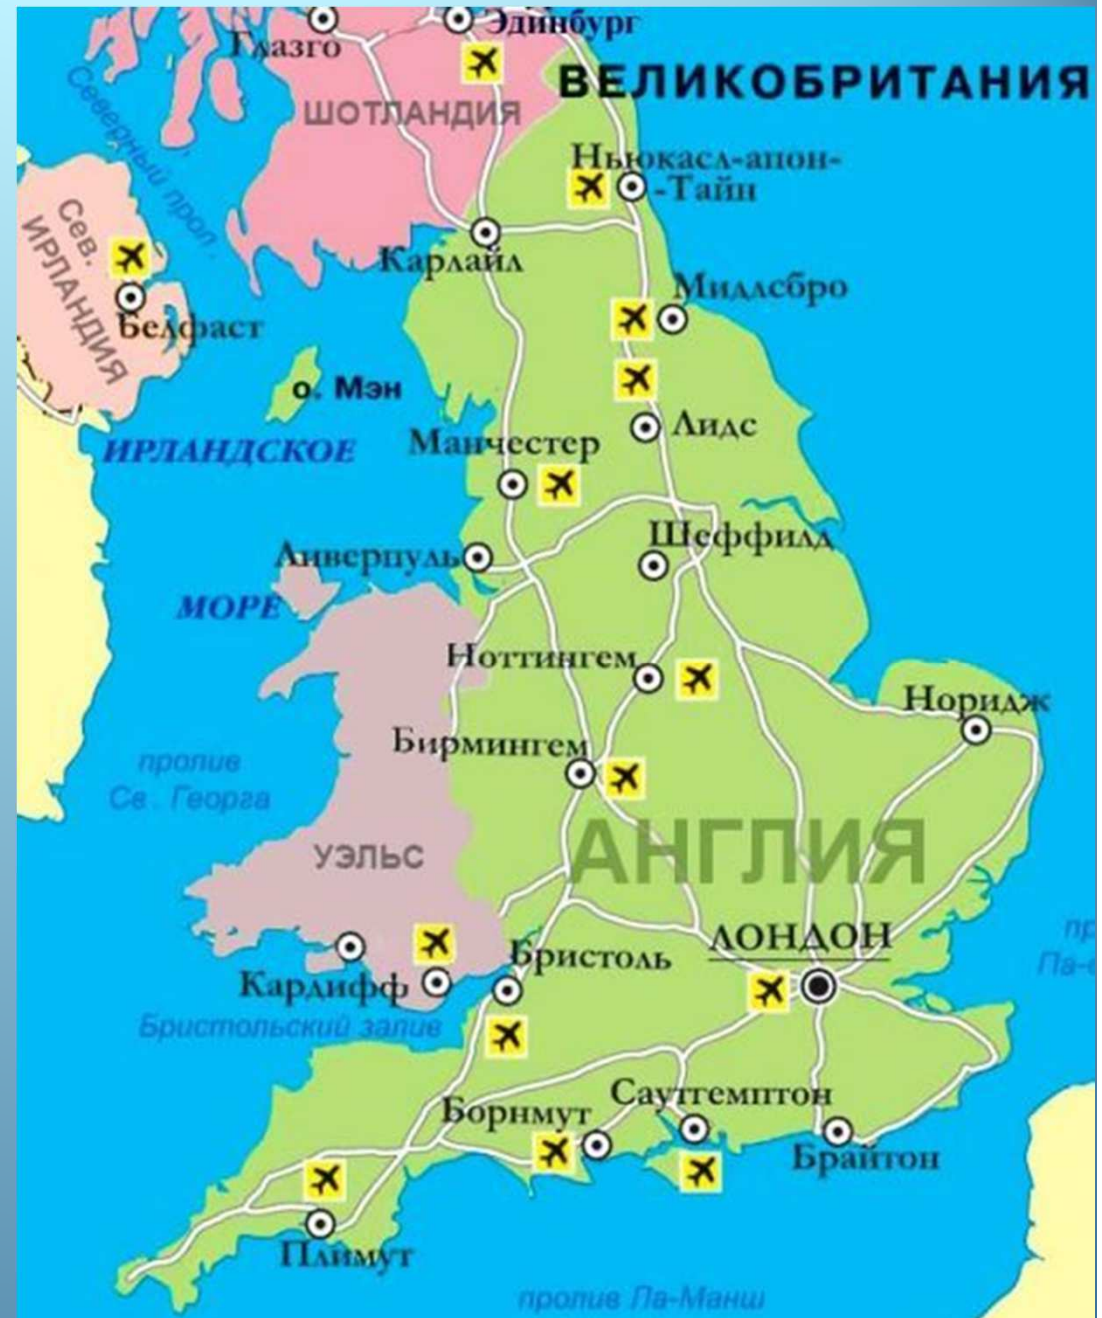 Эдинбург
Глазго
ВЕЛИКОБРИТАНИЯ
ШОТЛАНДИЯ
Северный прол.
Ньюкасл-апон-
-Тайн
Сев.
ИРЛАНДИЯ
Карлайл
Миддлсбро
Белфаст
о. Мэн
Лидс
Манчестер
ИРЛАНДСКОЕ
Шеффилд
Ливерпуль
МОРЕ
Ноттингем
Норидж
Бирмингем
пролив
Св. Георга
АНГЛИЯ
УЭЛЬС
ЛОНДОН
Бристоль
Кардифф
Бристольский залив
Саутгемптон
Борнмут
Брайтон
Плимут
пролив Ла-Манш